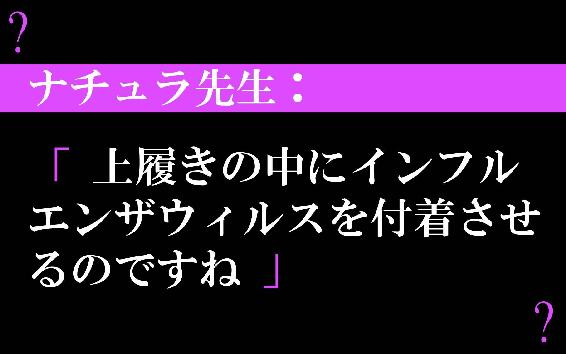 ?
ナチュラ先生：
「 上履きの中にインフル
エンザウィルスを付着させ
るのですね 」
?